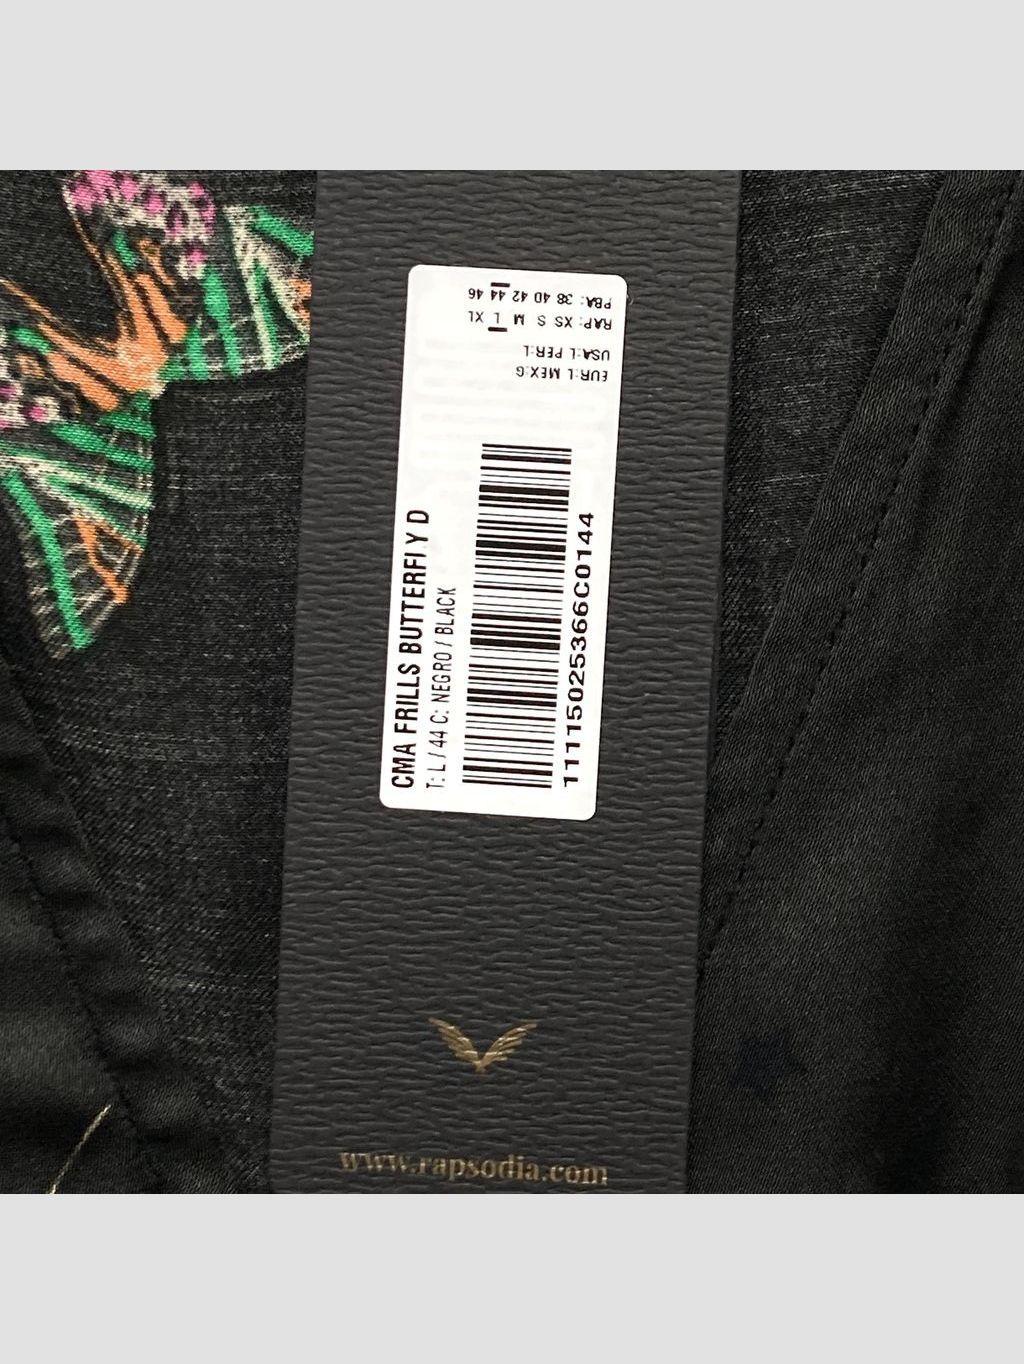 PBA: 38 40 42 44 46
RAP: XS S M L XL
USA:L PER:L
EUR:L MEX:G
CMA FRILLS BUTTERFLY D
T: L / 44 C: NEGRO / BLACK
11115025366C0144
www.rapsodia.com